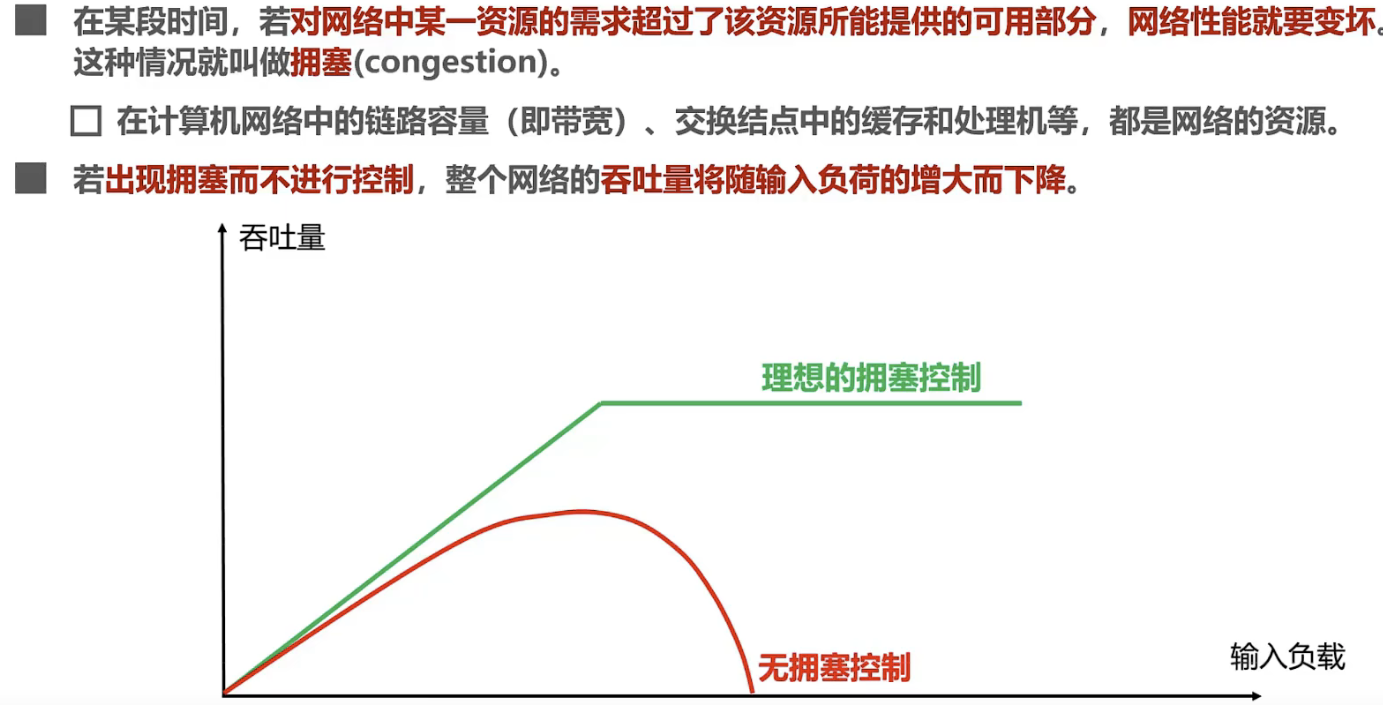 在某段时间，若对网络中某一资源的需求超过了该资源所能提供的可用部分，网络性能就要变坏。
这种情况就叫做拥塞(congestion)。
在计算机网络中的链路容量（即带宽）、交换结点中的缓存和处理机等，都是网络的资源。
若出现拥塞而不进行控制，整个网络的吞吐量将随输入负荷的增大而下降。
吞吐量
理想的拥塞控制
无拥塞控制
输入负载